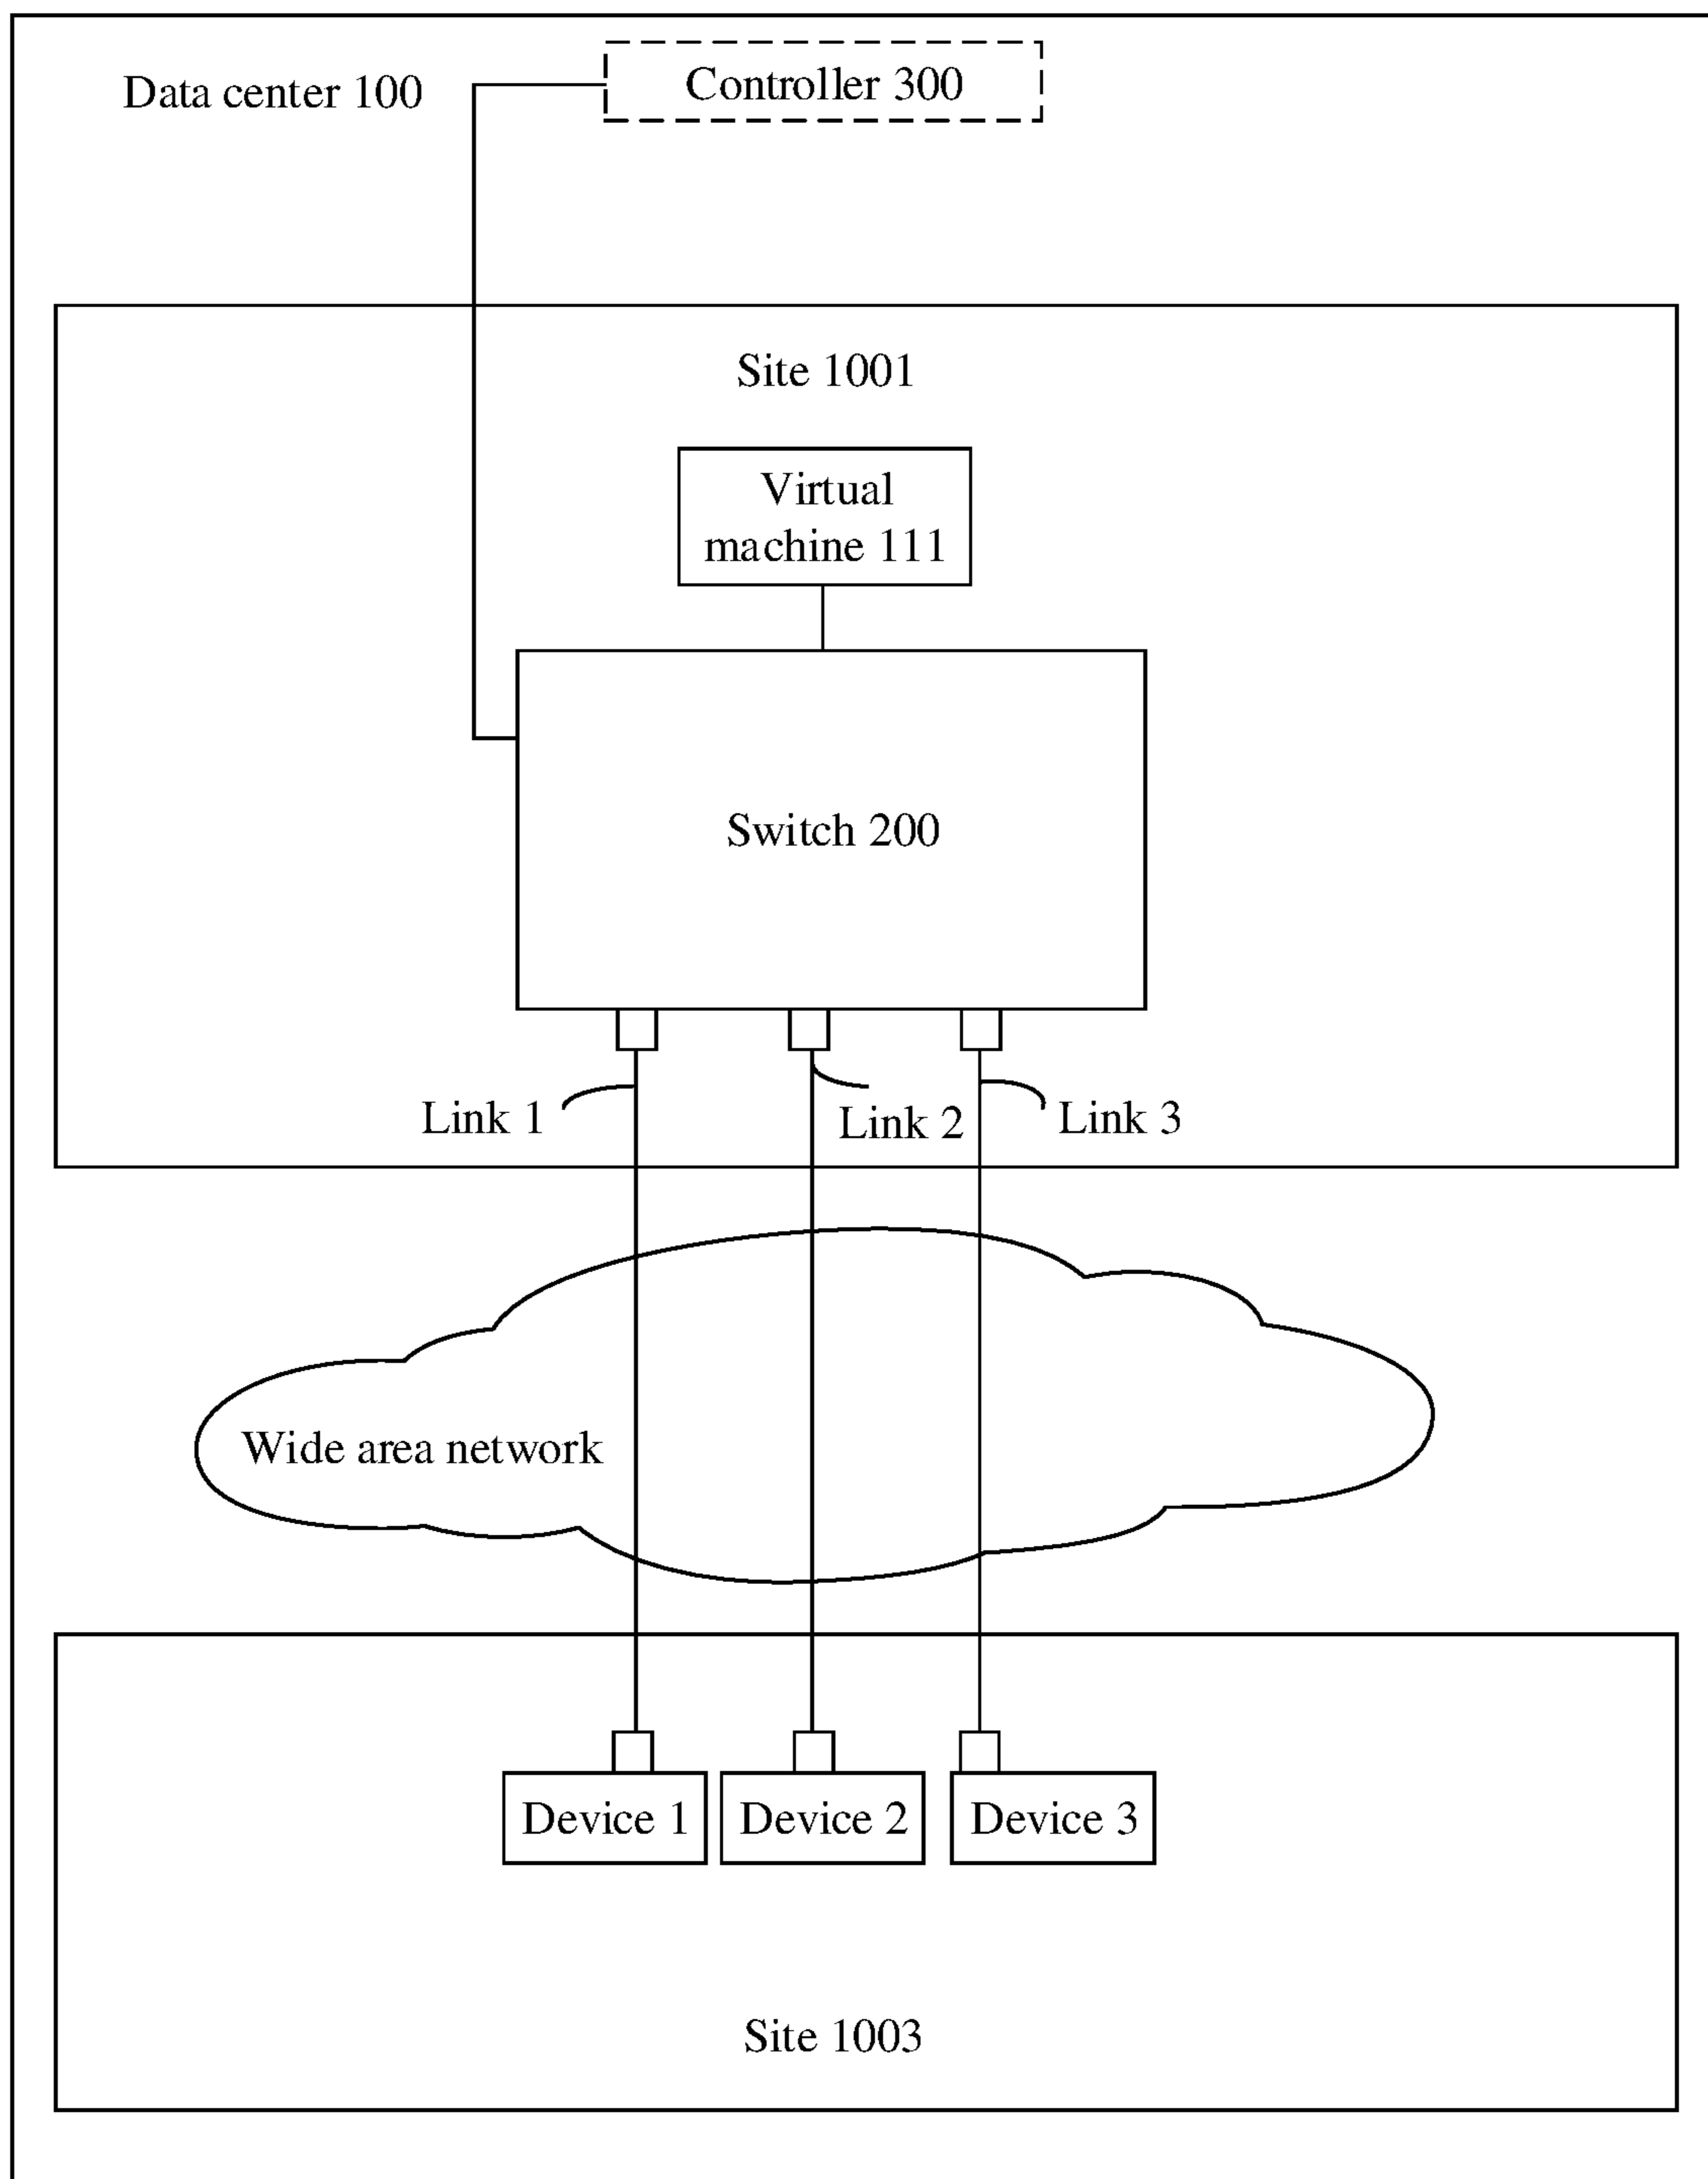 Data center 100
Controller 300
Site 1001
Virtual
machine 111
Switch 200
Link 1
Link 2
Link 3
Wide area network
Device 1
Device 2
Device 3
Site 1003